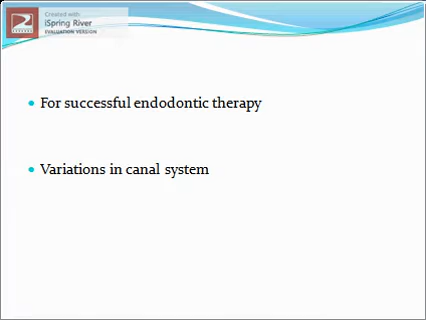 Created with
iSpring River
EVALUATION VERSION
For successful endodontic therapy
Variations in canal system